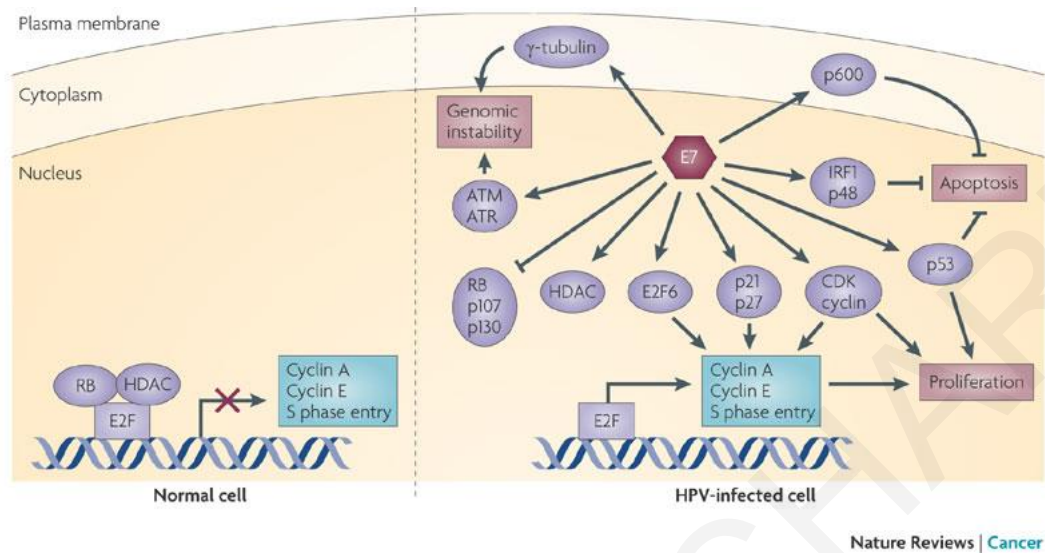 Plasma membrane
Cytoplasm
Nucleus
γ-tubulin
p600
Genomic
instability
E7
ATM
ATR
IRF1
p48
Apoptosis
RB
p107
p130
HDAC
E2F6
p21
p27
CDK
cyclin
p53
RB
HDAC
E2F
Cyclin A
Cyclin E
S phase entry
E2F
Cyclin A
Cyclin E
S phase entry
Proliferation
Normal cell
HPV-infected cell
Nature Reviews | Cancer